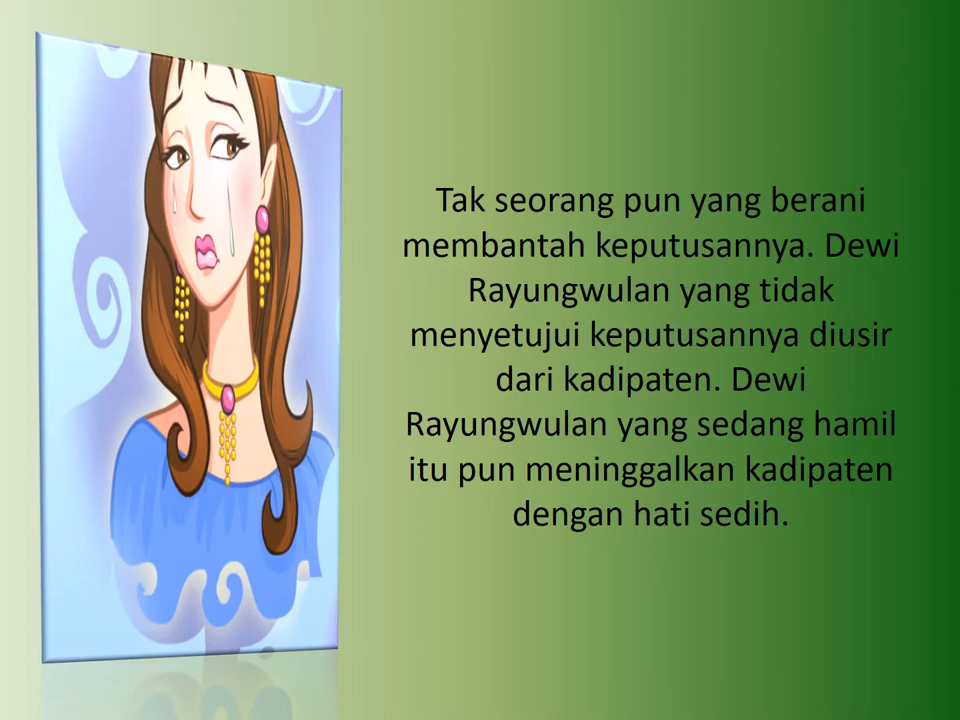 Tak seorang pun yang berani
membantah keputusannya. Dewi
Rayungwulan yang tidak
menyetujui keputusannya diusir
dari kadipaten. Dewi
Rayungwulan yang sedang hamil
itu pun meninggalkan kadipaten
dengan hati sedih.